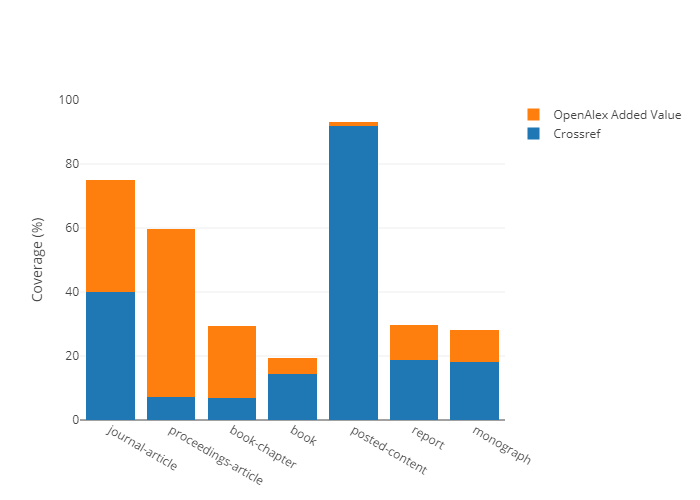 100
80
60
40
20
0
Coverage (%)
journal-article
proceedings-article
book-chapter
book
posted-content
report
monograph
OpenAlex Added Value
Crossref